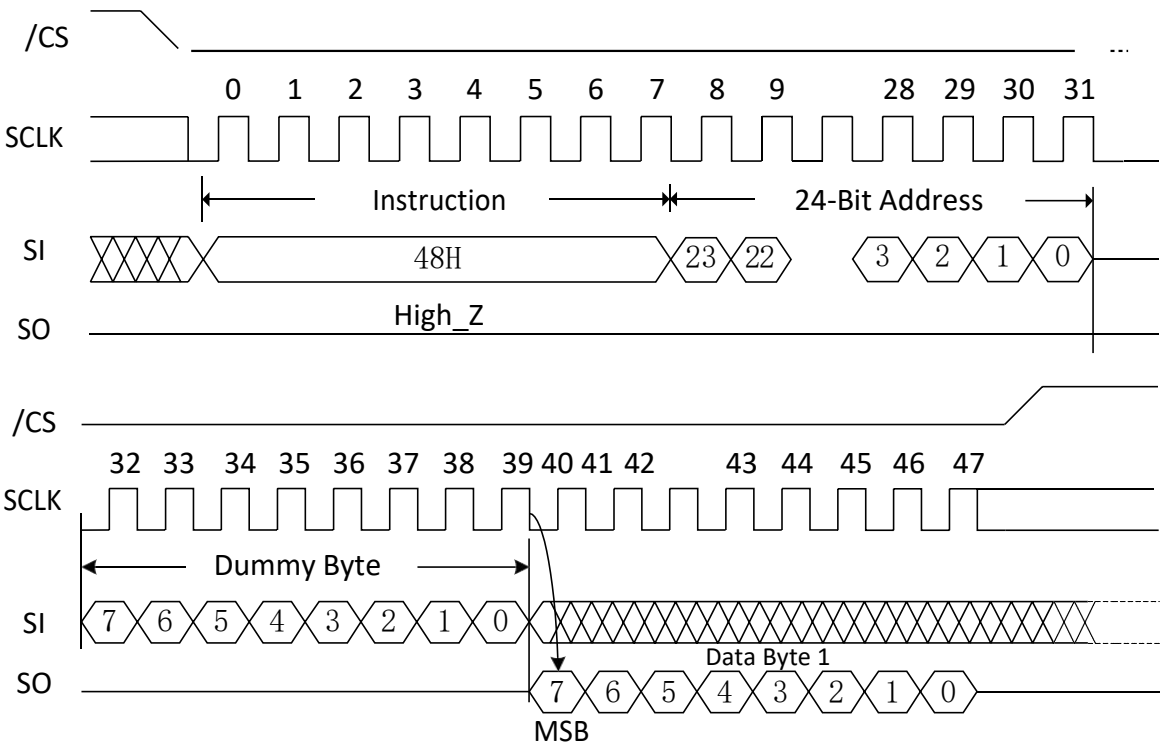 /CS
...
0 1 2 3 4 5 6 7 8 9 28 29 30 31
SCLK
Instruction 24-Bit Address
SI 48H 23 22 3 2 1 0
High_Z
SO
/CS
32 33 34 35 36 37 38 39 40 41 42 43 44 45 46 47
SCLK
Dummy Byte
SI 7 6 5 4 3 2 1 0
Data Byte 1
SO 7 6 5 4 3 2 1 0
MSB